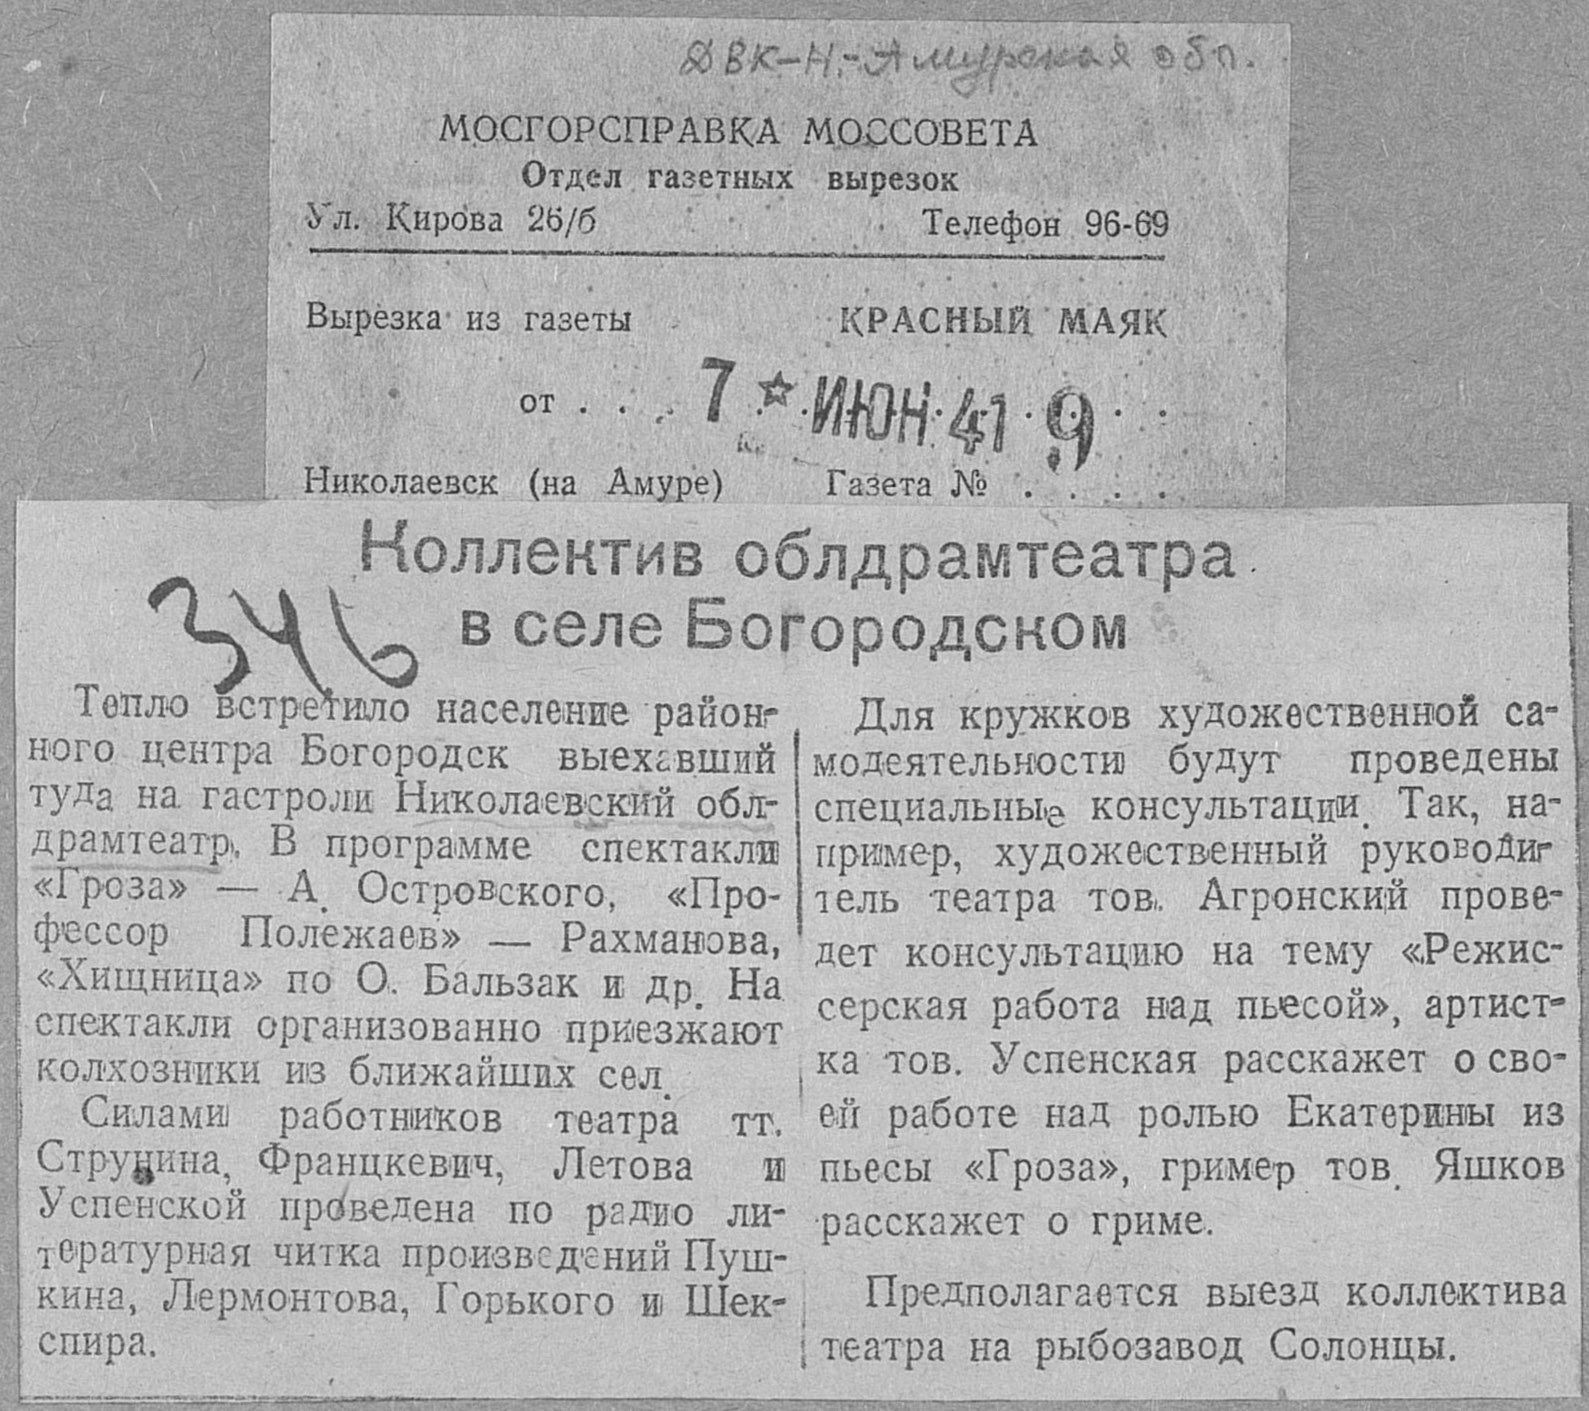 ДВК-Н.-Амурская обл.
МОСГОРСПРАВКА МОССОВЕТА
Отдел газетных вырезок
Ул. Кирова 26/б Телефон 96-69
Вырезка из газеты КРАСНЫЙ МАЯК
от . . . 7 ☆ ИЮН 41 9 . .
Николаевск (на Амуре) Газета № . . . .
Коллектив облдрамтеатра
в селе Богородском
346
Тепло встретило население район-
ного центра Богородск выехавший
туда на гастроли Николаевский обл-
драмтеатр. В программе спектакли
«Гроза» — А. Островского, «Про-
фессор Полежаев» — Рахманова,
«Хищница» по О. Бальзак и др. На
спектакли организованно приезжают
колхозники из ближайших сел.
Силами работников театра тт.
Струнина, Францкевич, Летова и
Успенской проведена по радио ли-
тературная читка произведений Пуш-
кина, Лермонтова, Горького и Шек-
спира.
Для кружков художественной са-
модеятельности будут проведены
специальные консультации. Так, на-
пример, художественный руководи-
тель театра тов. Агронский прове-
дет консультацию на тему «Режис-
серская работа над пьесой», артист-
ка тов. Успенская расскажет о сво-
ей работе над ролью Екатерины из
пьесы «Гроза», гример тов. Яшков
расскажет о гриме.
Предполагается выезд коллектива
театра на рыбозавод Солонцы.